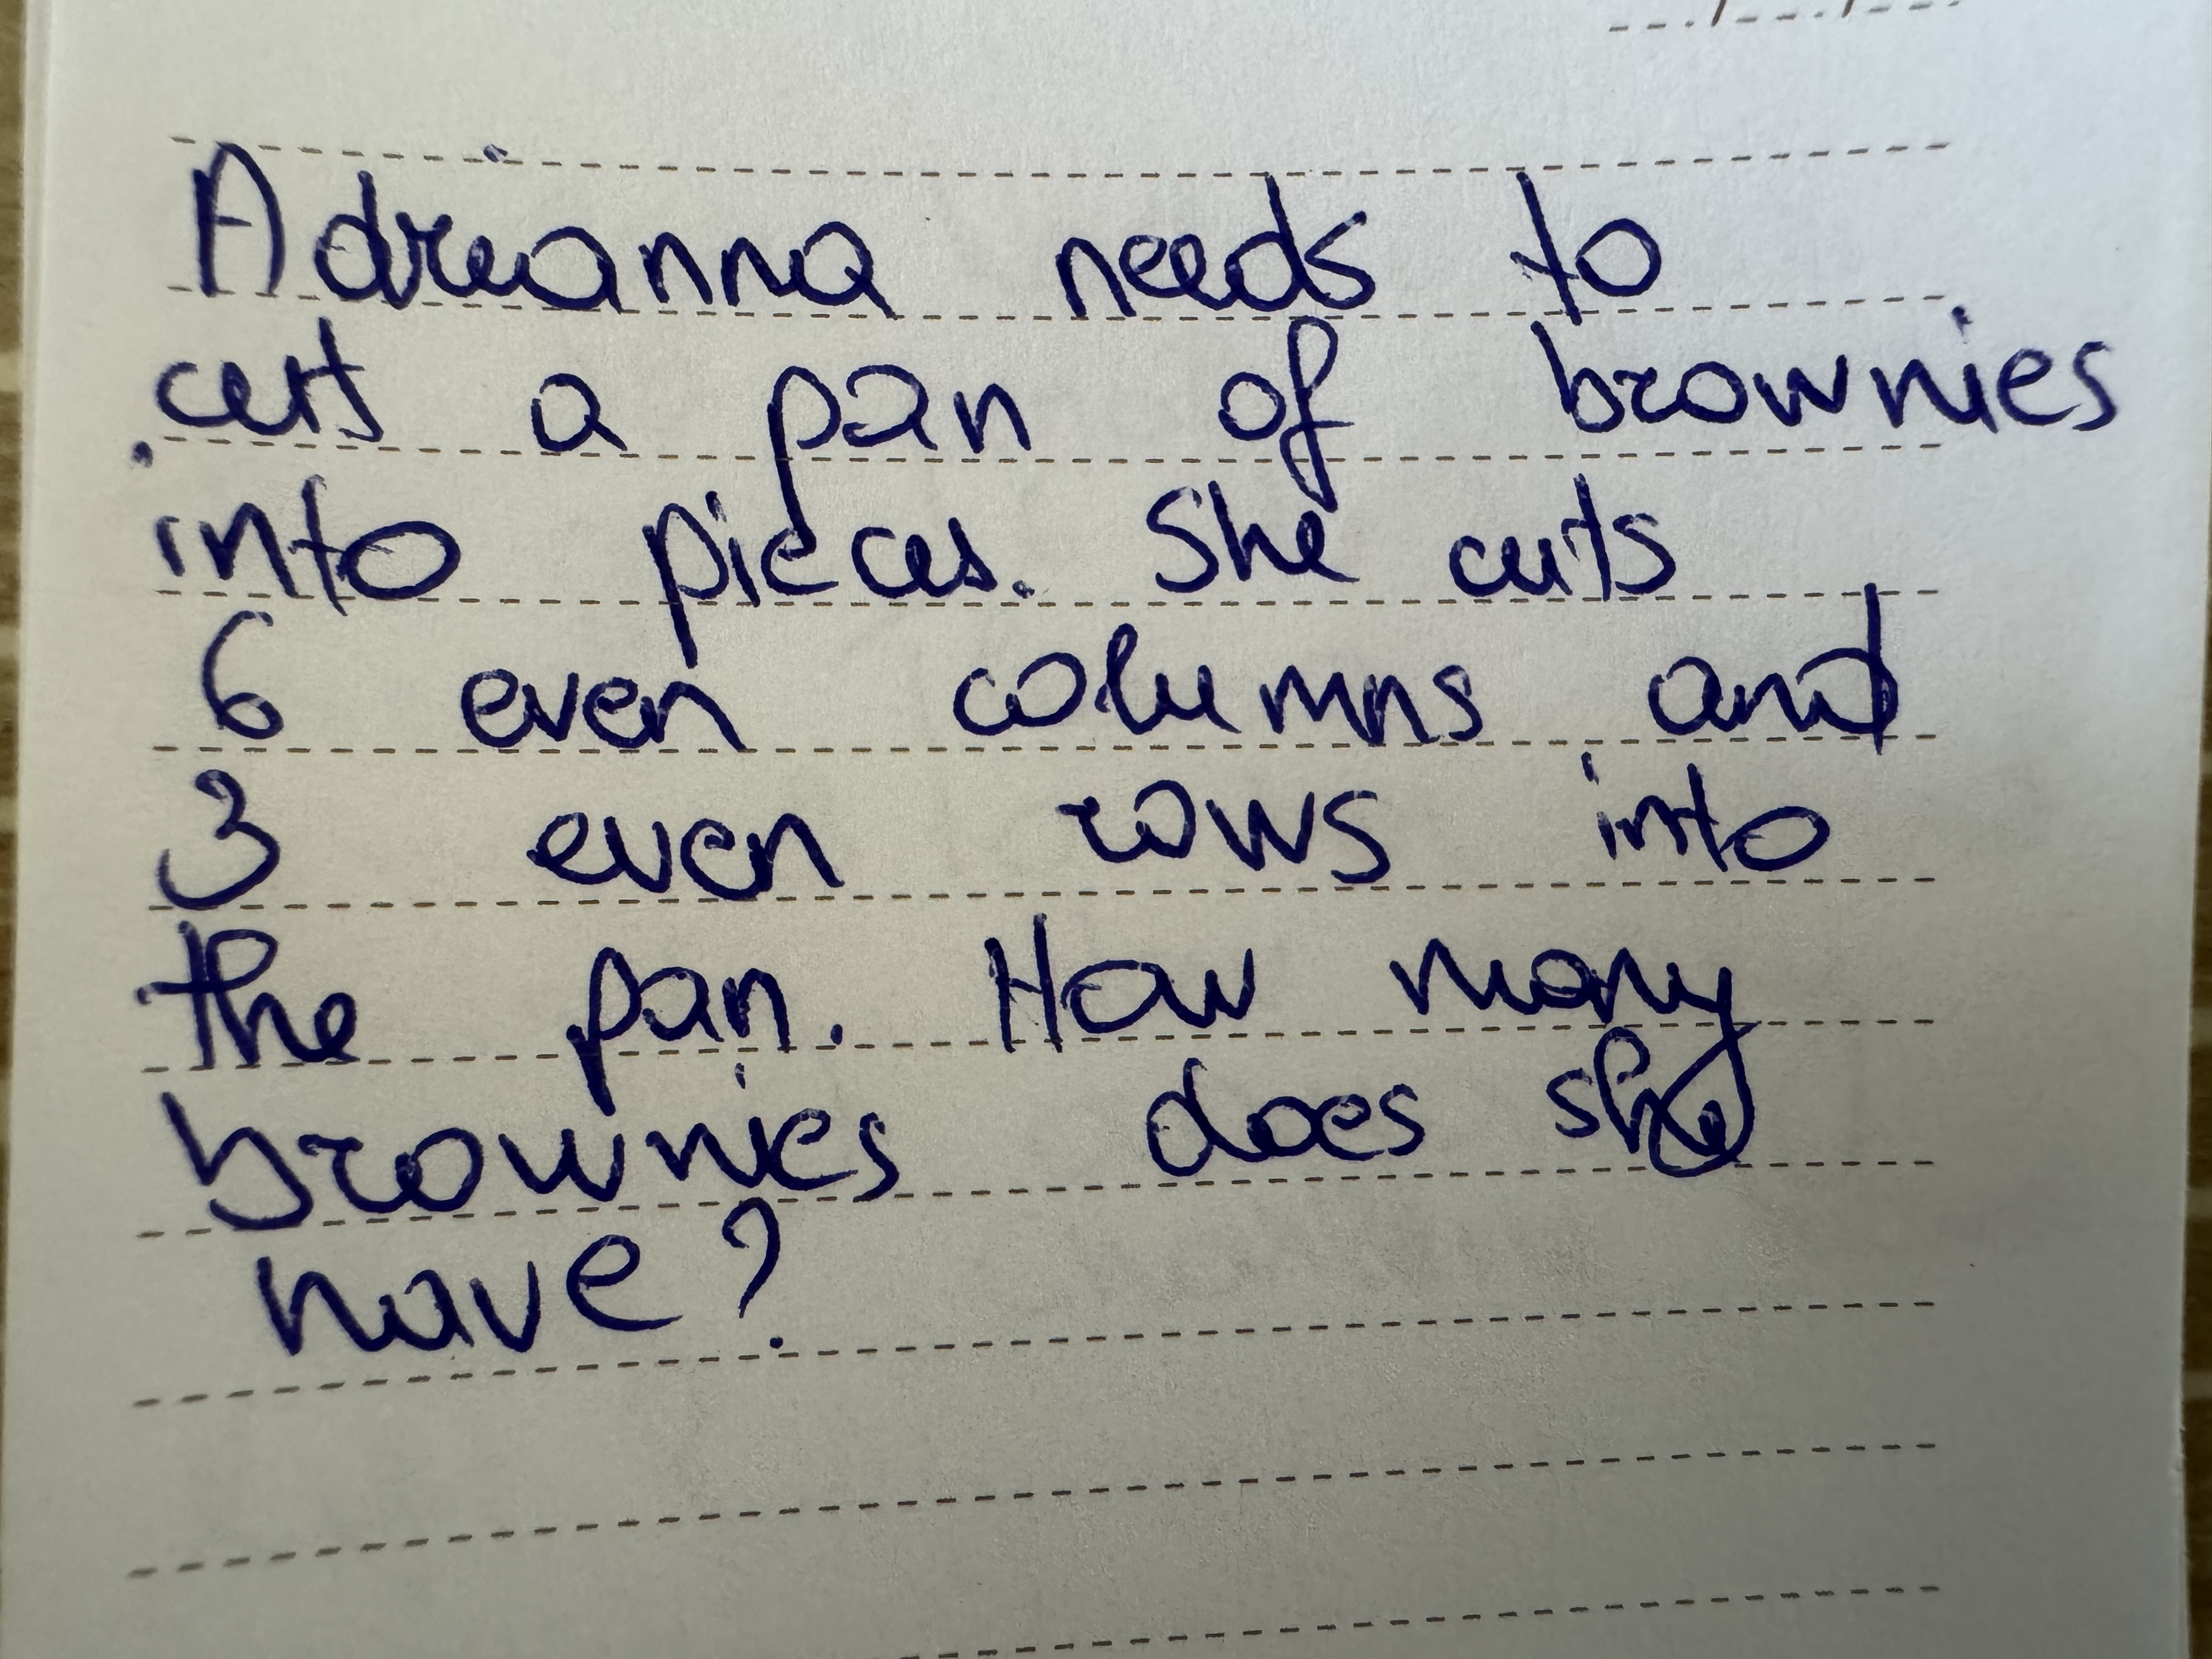 Adrianna needs to
cut a pan of brownies
into pieces. She cuts
6 even columns and
3 even rows into
the pan. How many
brownies does she
have?